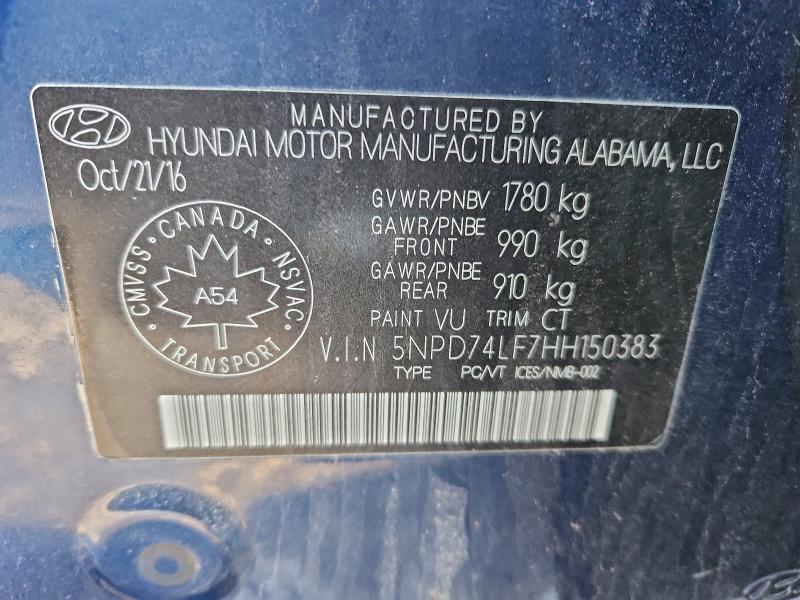 MANUFACTURED BY
HYUNDAI MOTOR MANUFACTURING ALABAMA, LLC
Oct/21/16
GVWR/PNBV 1780 kg
GAWR/PNBE FRONT 990 kg
GAWR/PNBE REAR 910 kg
PAINT VU TRIM CT
V.I.N 5NPD74LF7HH150383
TYPE PC/VT ICES/NMB-002
CMVSS · CANADA · NSVAC
A54
TRANSPORT